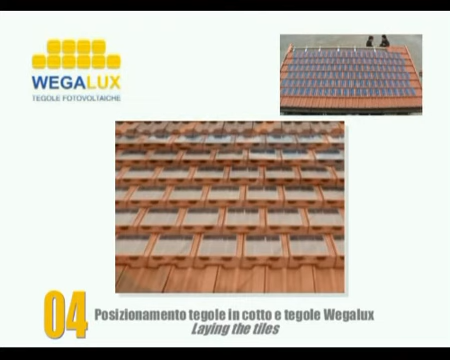 WEGALUX
TEGOLE FOTOVOLTAICHE
04 Posizionamento tegole in cotto e tegole Wegalux
Laying the tiles